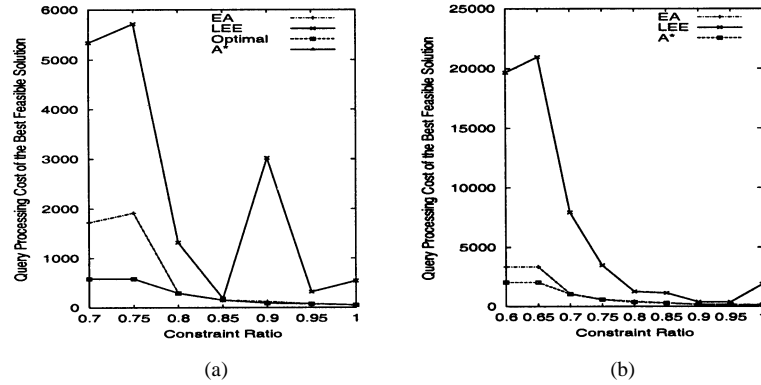 Query Processing Cost of the Best Feasible Solution
6000
5000
4000
3000
2000
1000
0
EA
LEE
Optimal
A*
0.7 0.75 0.8 0.85 0.9 0.95 1
Constraint Ratio
(a)
Query Processing Cost of the Best Feasible Solution
25000
20000
15000
10000
5000
0
EA
LEE
A*
0.6 0.65 0.7 0.75 0.8 0.85 0.9 0.95 1
Constraint Ratio
(b)